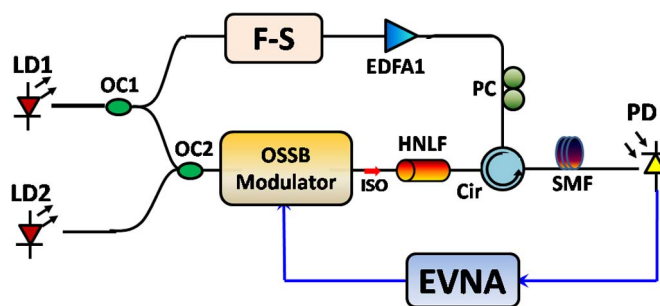 F-S
LD1
OC1
EDFA1
PC
PD
OC2
OSSB
Modulator
HNLF
ISO
Cir
SMF
LD2
EVNA